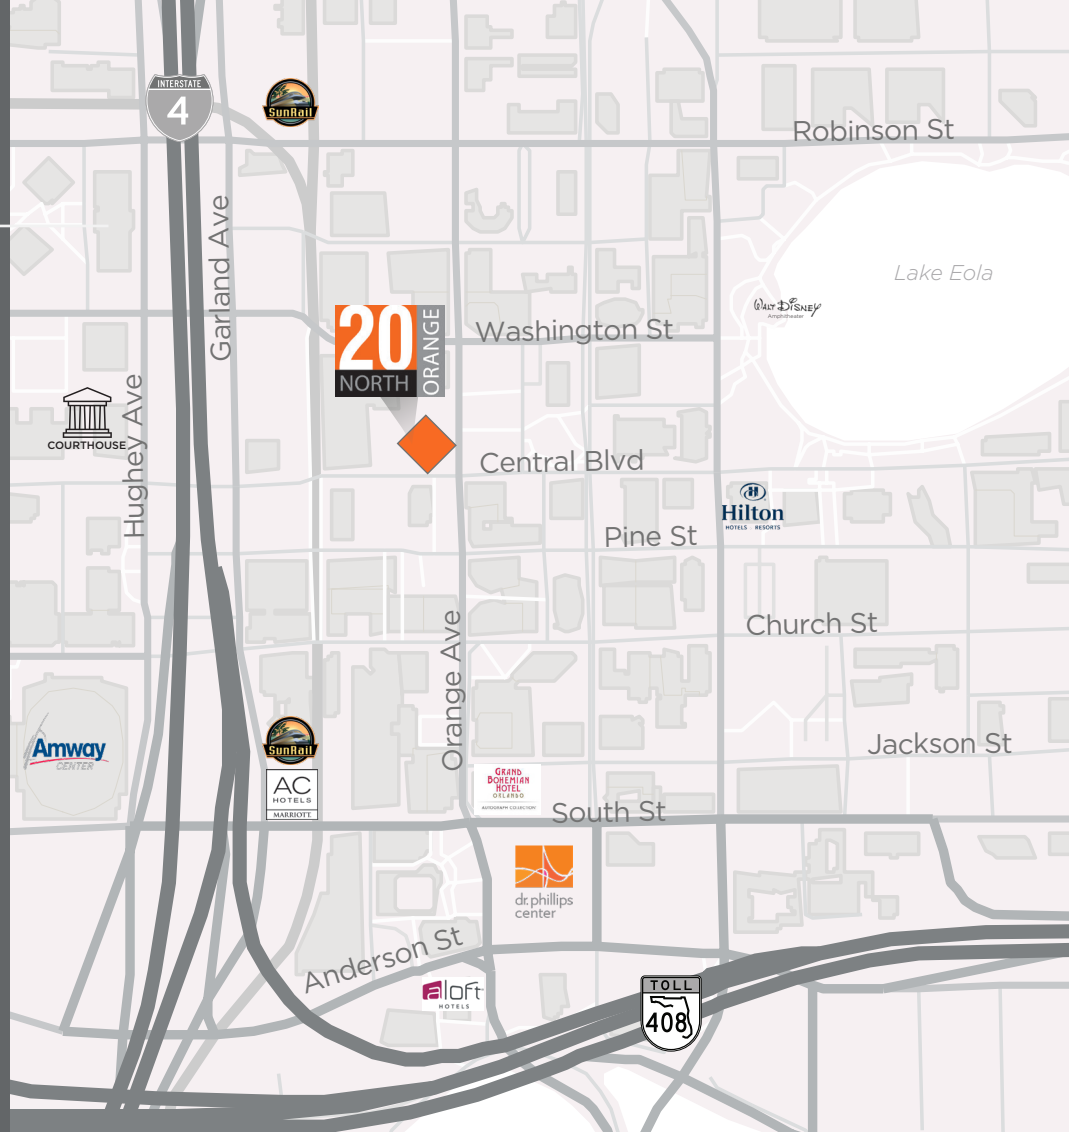 INTERSTATE
4
SunRail
Robinson St
Garland Ave
Lake Eola
WALT DISNEY
Amphitheater
20
NORTH
ORANGE
Washington St
COURTHOUSE
Hughey Ave
Central Blvd
Hilton
HOTELS RESORTS
Pine St
Church St
Orange Ave
Amway
CENTER
SunRail
Jackson St
AC
HOTELS
MARRIOTT
GRAND
BOHEMIAN
HOTEL
ORLANDO
AUTOGRAPH COLLECTION
South St
dr. phillips
center
Anderson St
aloft
HOTELS
TOLL
408